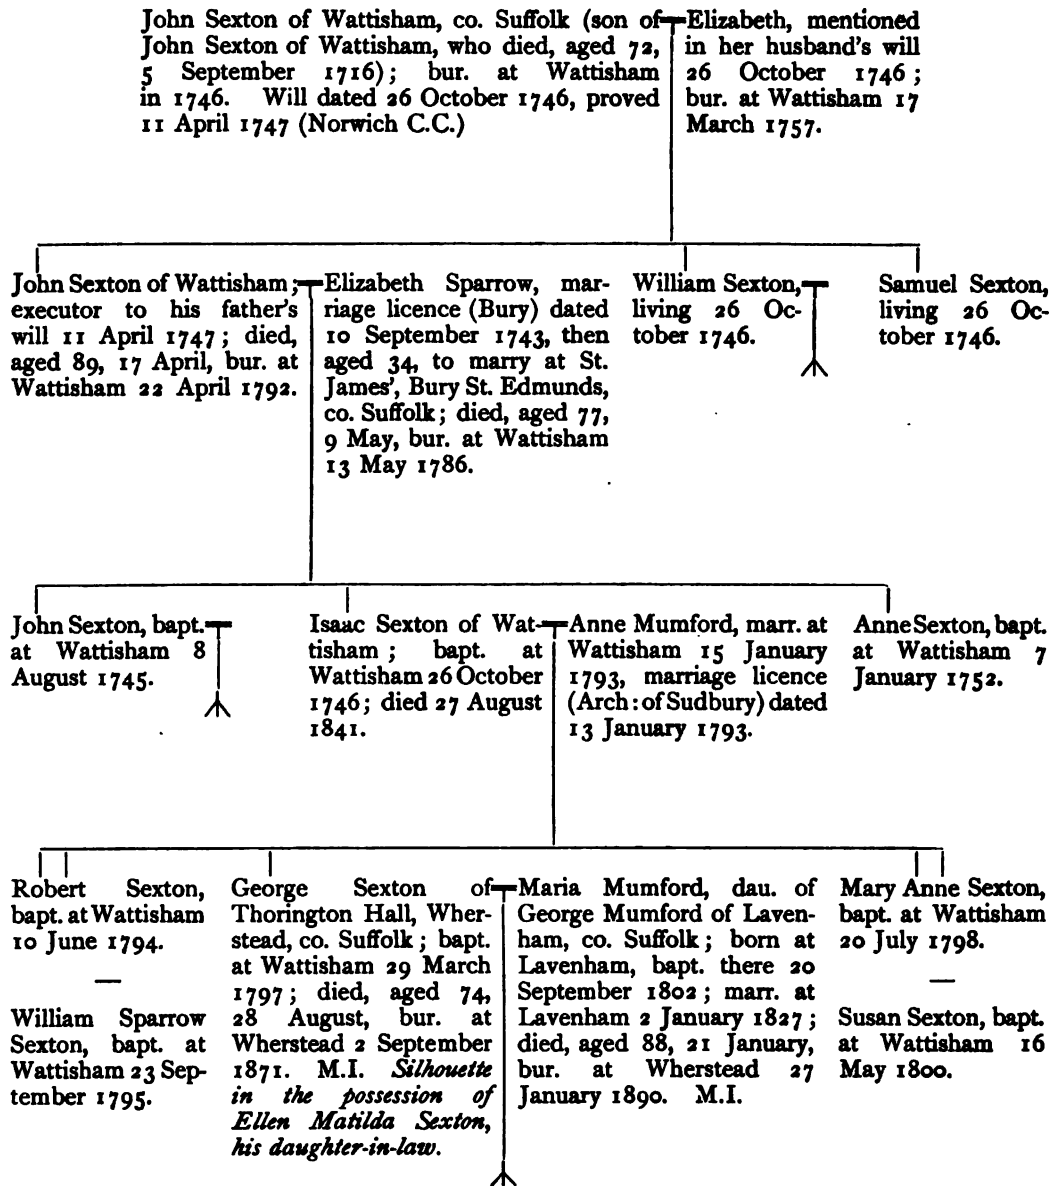 John Sexton of Wattisham, co. Suffolk (son of
John Sexton of Wattisham, who died, aged 72,
5 September 1716); bur. at Wattisham
in 1746. Will dated 26 October 1746, proved
11 April 1747 (Norwich C.C.)
Elizabeth, mentioned
in her husband's will
26 October 1746;
bur. at Wattisham 17
March 1757.
John Sexton of Wattisham;
executor to his father's
will 11 April 1747; died,
aged 89, 17 April, bur. at
Wattisham 22 April 1792.
Elizabeth Sparrow, mar-
riage licence (Bury) dated
10 September 1743, then
aged 34, to marry at St.
James', Bury St. Edmunds,
co. Suffolk; died, aged 77,
9 May, bur. at Wattisham
13 May 1786.
William Sexton,
living 26 Oc-
tober 1746.
Samuel Sexton,
living 26 Oc-
tober 1746.
John Sexton, bapt.
at Wattisham 8
August 1745.
Isaac Sexton of Wat-
tisham; bapt. at
Wattisham 26 October
1746; died 27 August
1841.
Anne Mumford, marr. at
Wattisham 15 January
1793, marriage licence
(Arch: of Sudbury) dated
13 January 1793.
Anne Sexton, bapt.
at Wattisham 7
January 1752.
Robert Sexton,
bapt. at Wattisham
10 June 1794.
—
William Sparrow
Sexton, bapt. at
Wattisham 23 Sep-
tember 1795.
George Sexton of
Thorington Hall, Wher-
stead, co. Suffolk; bapt.
at Wattisham 29 March
1797; died, aged 74,
28 August, bur. at
Wherstead 2 September
1871. M.I. Silhouette
in the possession of
Ellen Matilda Sexton,
his daughter-in-law.
Maria Mumford, dau. of
George Mumford of Laven-
ham, co. Suffolk; born at
Lavenham, bapt. there 20
September 1802; marr. at
Lavenham 2 January 1827;
died, aged 88, 21 January,
bur. at Wherstead 27
January 1890. M.I.
Mary Anne Sexton,
bapt. at Wattisham
20 July 1798.
—
Susan Sexton, bapt.
at Wattisham 16
May 1800.